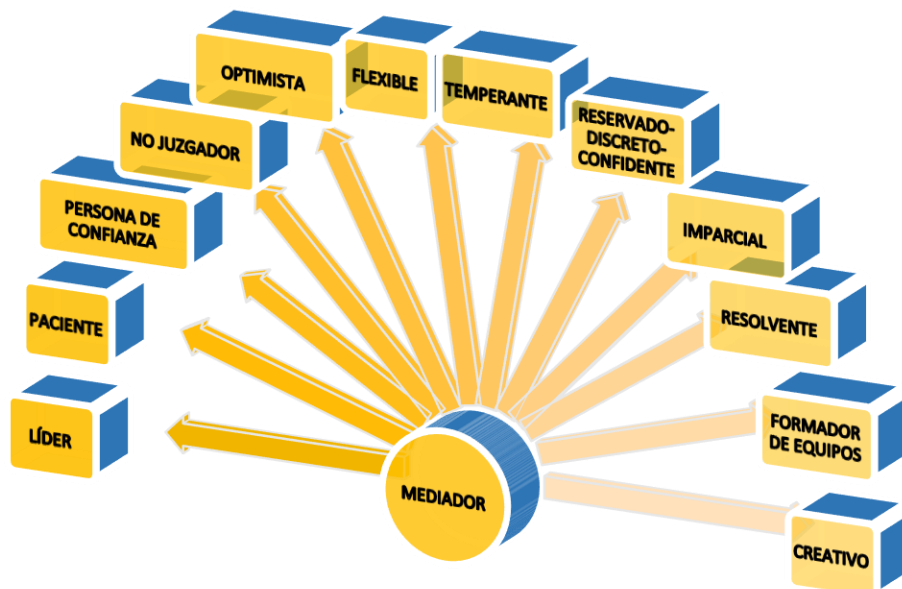 OPTIMISTA
FLEXIBLE
TEMPERANTE
RESERVADO-
DISCRETO-
CONFIDENTE
NO JUZGADOR
PERSONA DE
CONFIANZA
IMPARCIAL
PACIENTE
RESOLVENTE
LÍDER
FORMADOR
DE EQUIPOS
MEDIADOR
CREATIVO